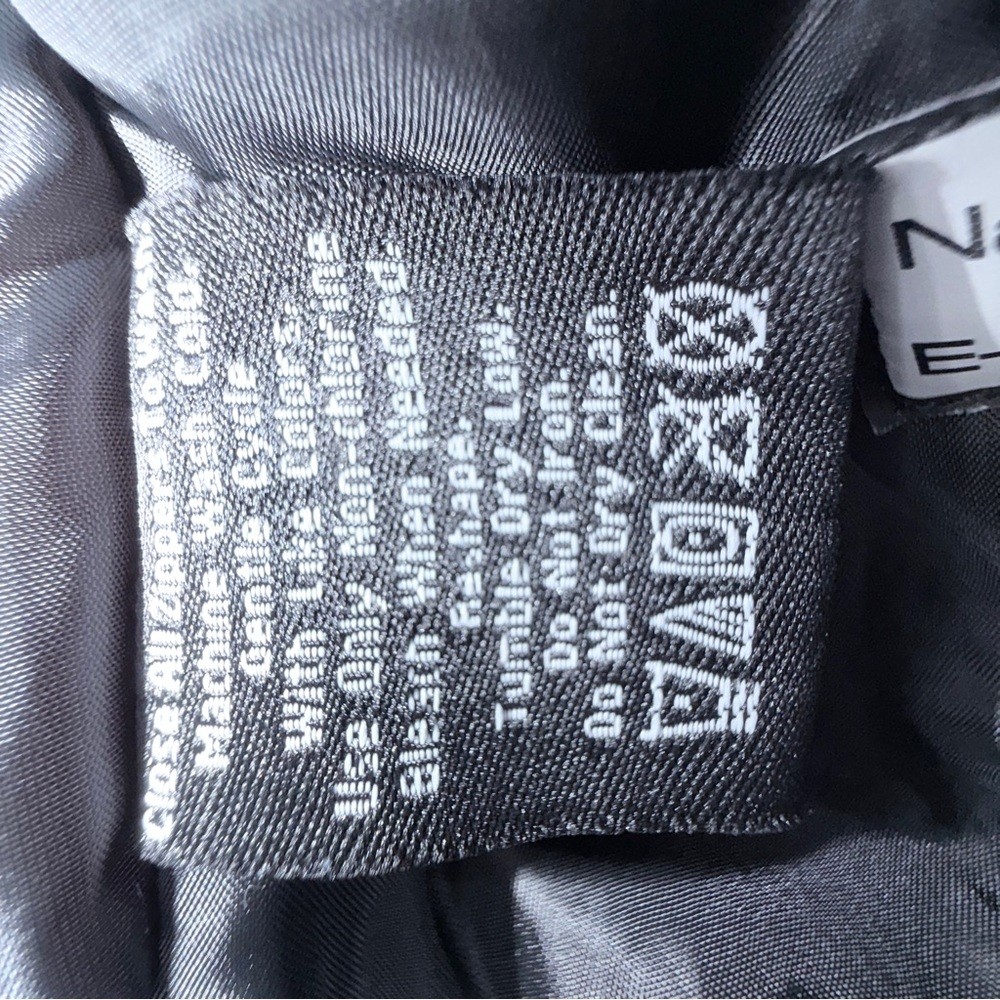 Close All Zippers To Wash.
Machine Wash Cold.
Gentle Cycle
With Like Colors.
Use Only Non-chlorine
Bleach When Needed.
Reshape.
Tumble Dry Low.
Do Not Iron.
Do Not Dry Clean.
E-